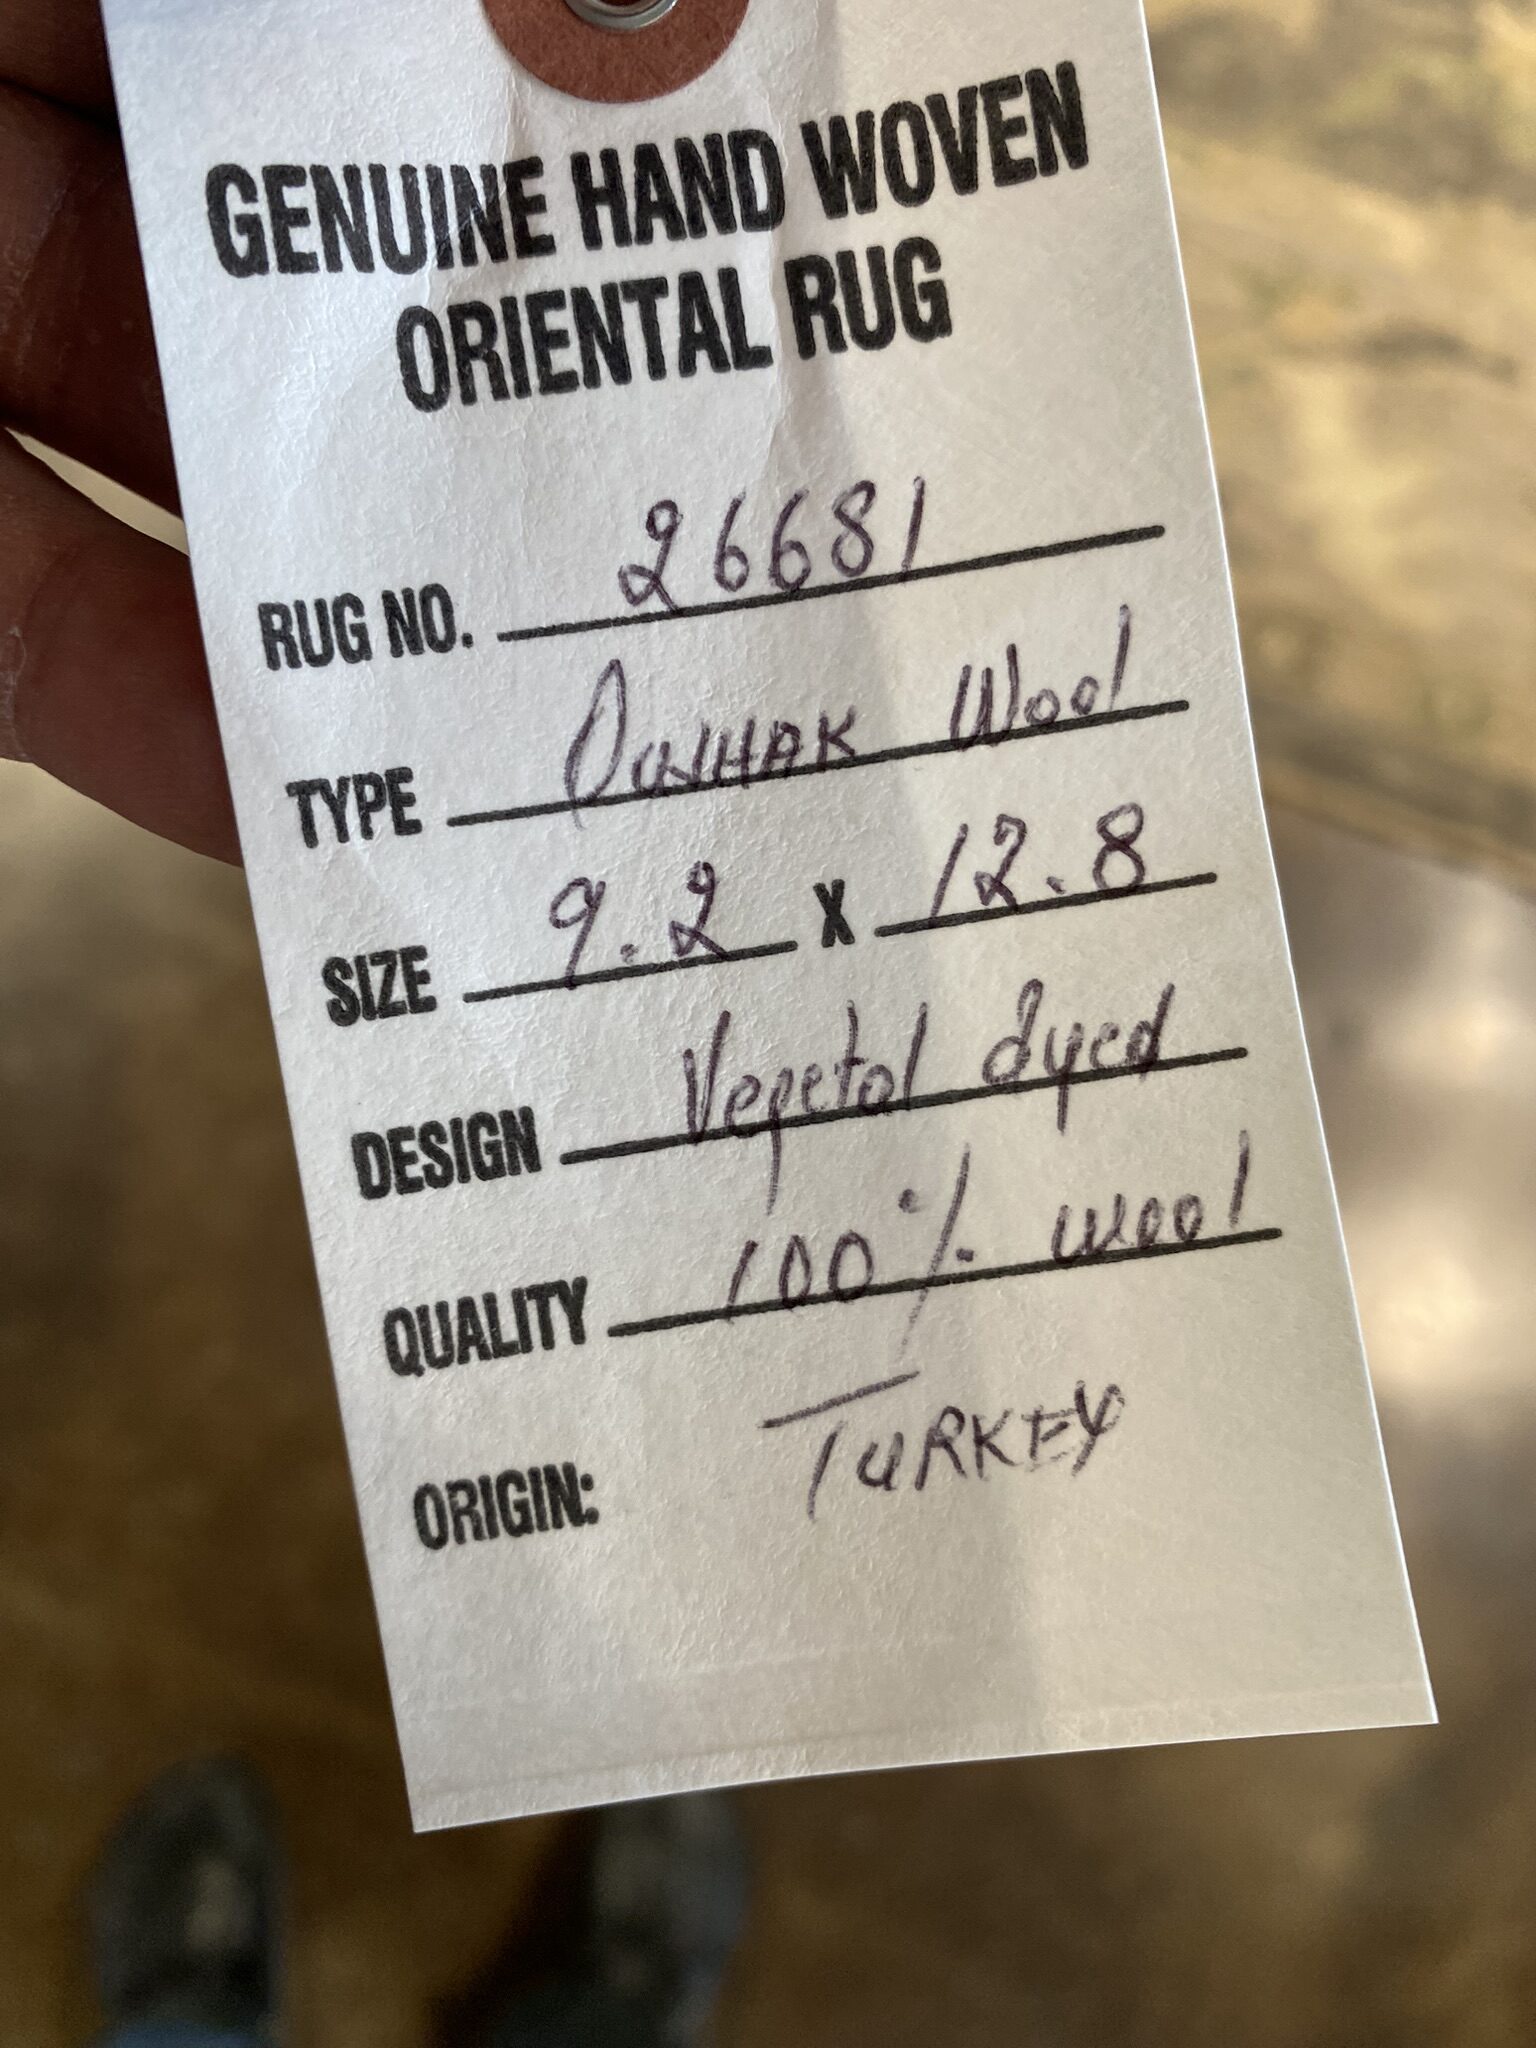 GENUINE HAND WOVEN
ORIENTAL RUG
RUG NO. 26681
TYPE Wool
SIZE 9.2 X 12.8
DESIGN Vegetal dyed
QUALITY 100% wool
ORIGIN: TURKEY